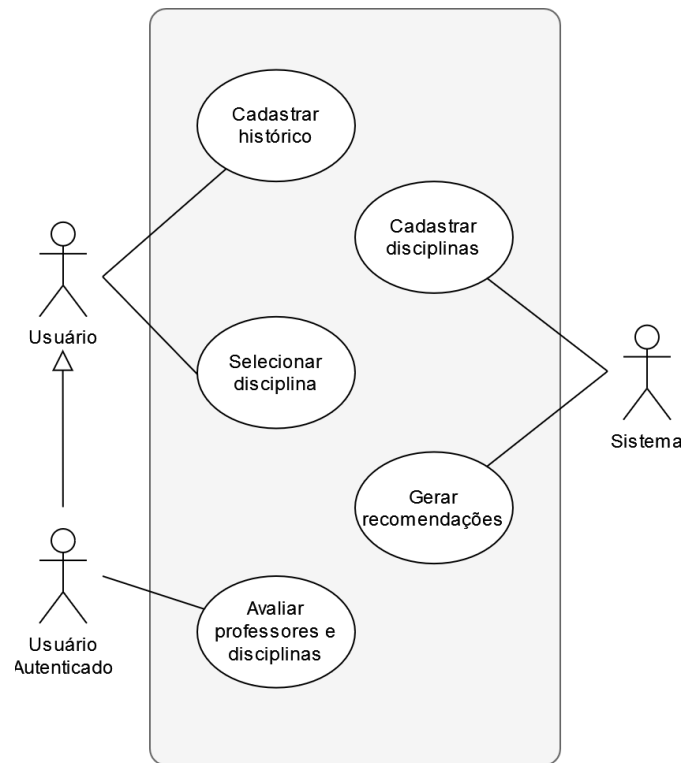 Cadastrar
histórico
Cadastrar
disciplinas
Usuário
Selecionar
disciplina
Sistema
Gerar
recomendações
Usuário
Autenticado
Avaliar
professores e
disciplinas